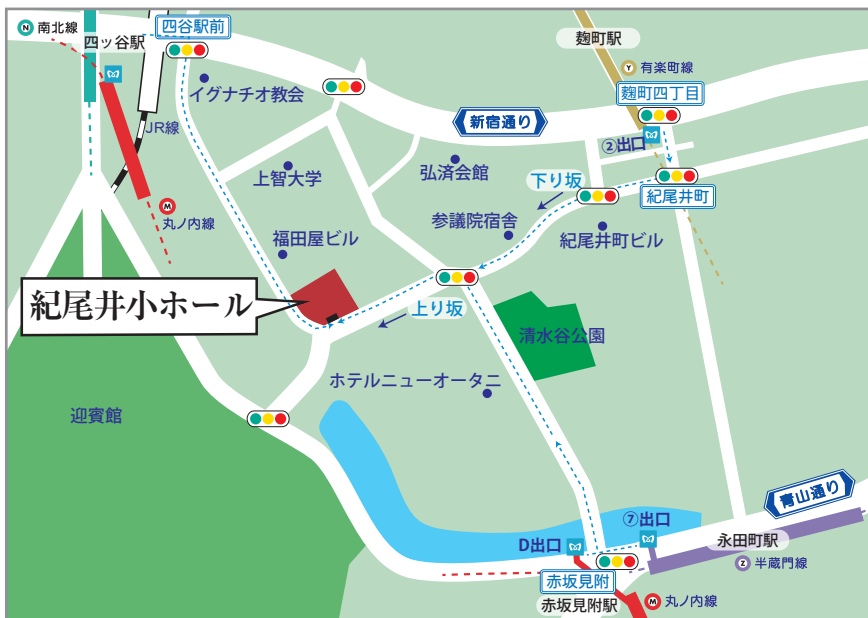 N 南北線
四ッ谷駅
四谷駅前
麹町駅
Y 有楽町線
イグナチオ教会
麹町四丁目
新宿通り
JR線
②出口
弘済会館
上智大学
下り坂
紀尾井町
M
丸ノ内線
参議院宿舎
福田屋ビル
紀尾井町ビル
紀尾井小ホール
上り坂
清水谷公園
ホテルニューオータニ
迎賓館
青山通り
⑦出口
D出口
永田町駅
Z 半蔵門線
赤坂見附
赤坂見附駅
M 丸ノ内線